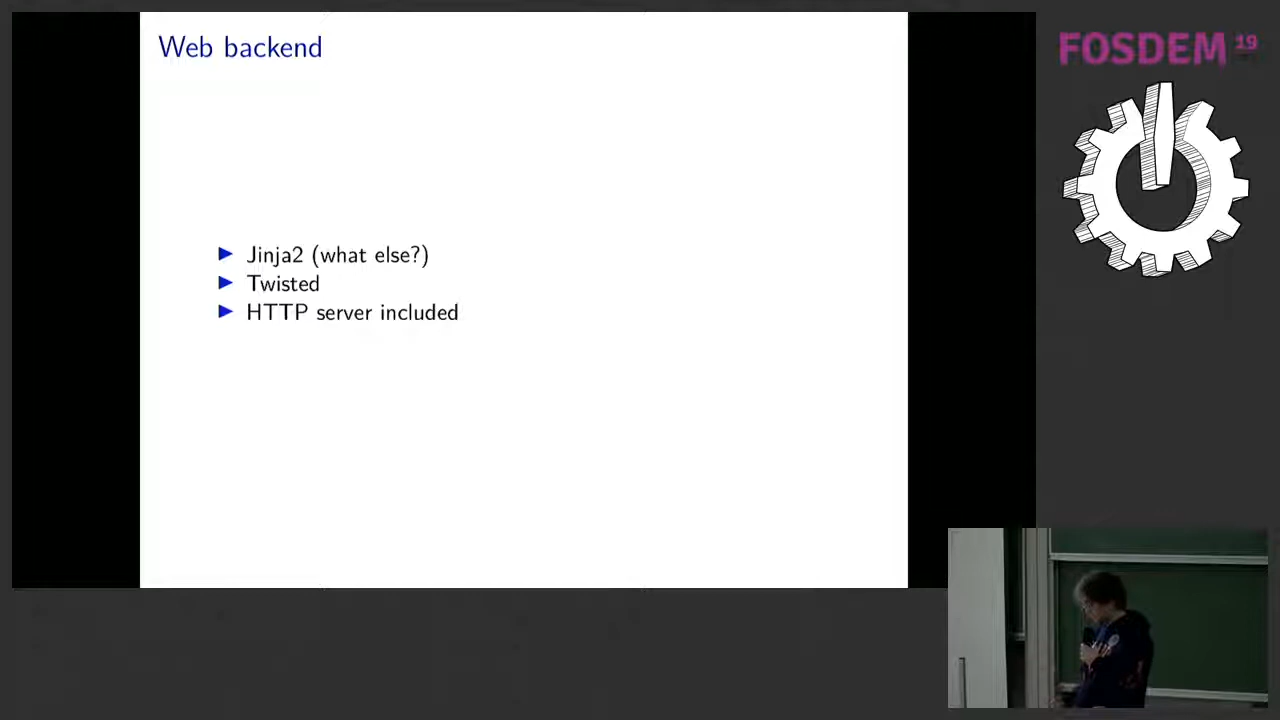 Web backend
FOSDEM 19
Jinja2 (what else?)
Twisted
HTTP server included